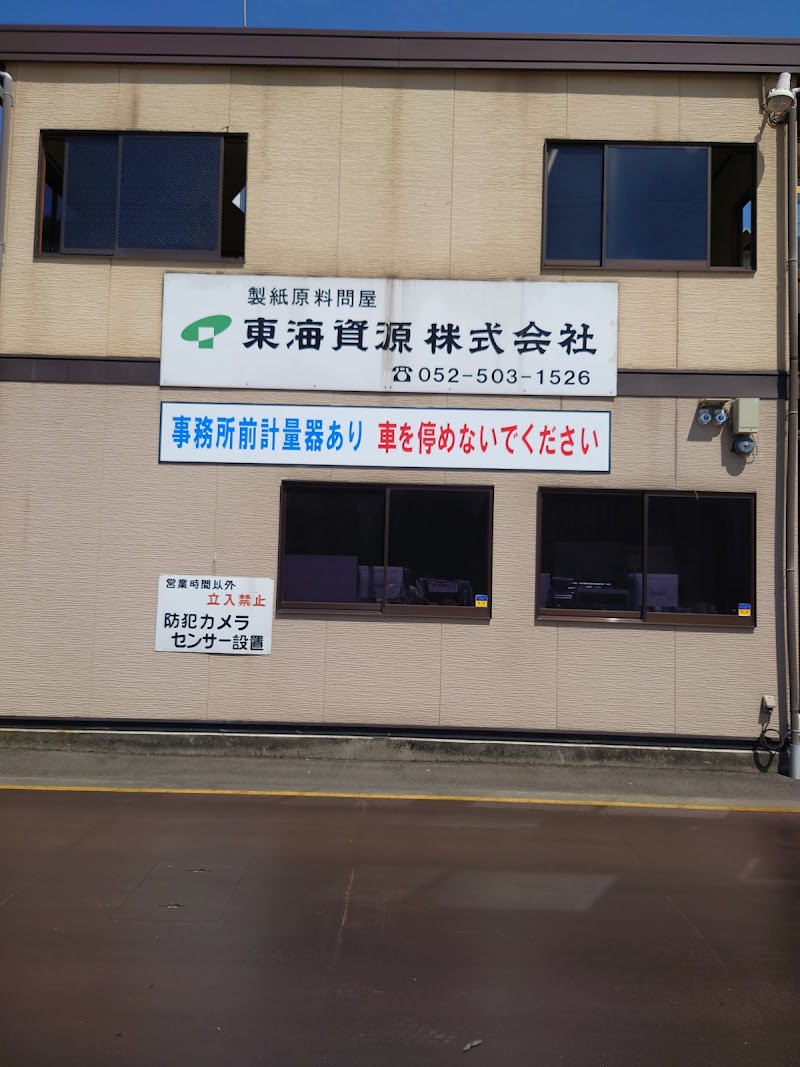 製紙原料問屋
東海資源株式会社
☎052-503-1526
事務所前計量器あり 車を停めないでください
営業時間以外
立入禁止
防犯カメラ
センサー設置